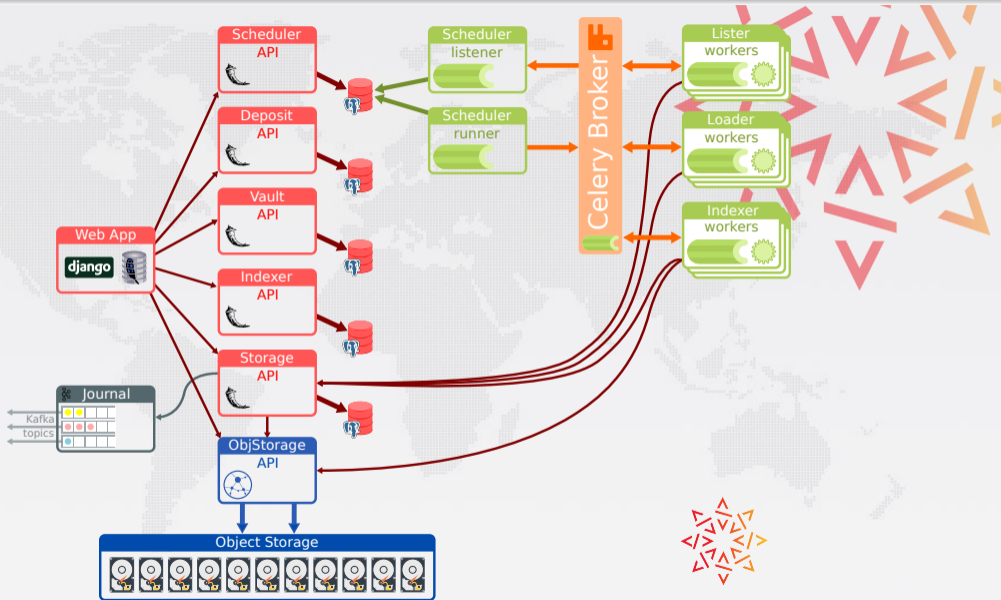 Scheduler
API
Deposit
API
Vault
API
Indexer
API
Storage
API
ObjStorage
API
Object Storage
Web App
django
Journal
Kafka
topics
Scheduler
listener
Scheduler
runner
Celery Broker
Lister
workers
Loader
workers
Indexer
workers